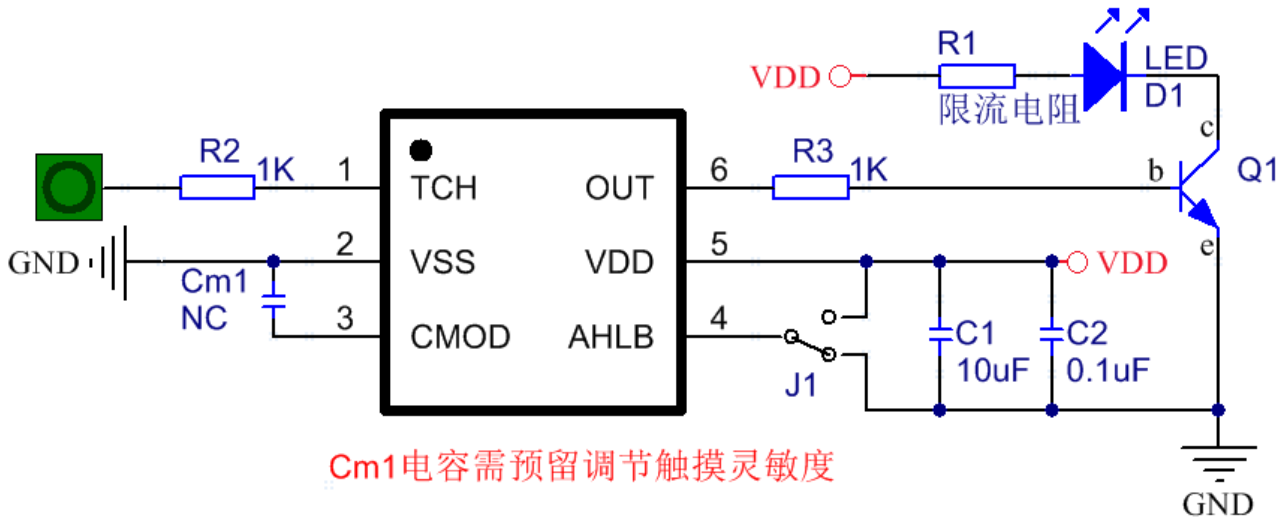 R1
LED
VDD
限流电阻
D1
c
R2
1K
1
TCH
OUT
6
R3
1K
b
Q1
GND
2
VSS
VDD
5
VDD
e
Cm1
NC
3
CMOD
AHLB
4
J1
C1
10uF
C2
0.1uF
Cm1电容需预留调节触摸灵敏度
GND